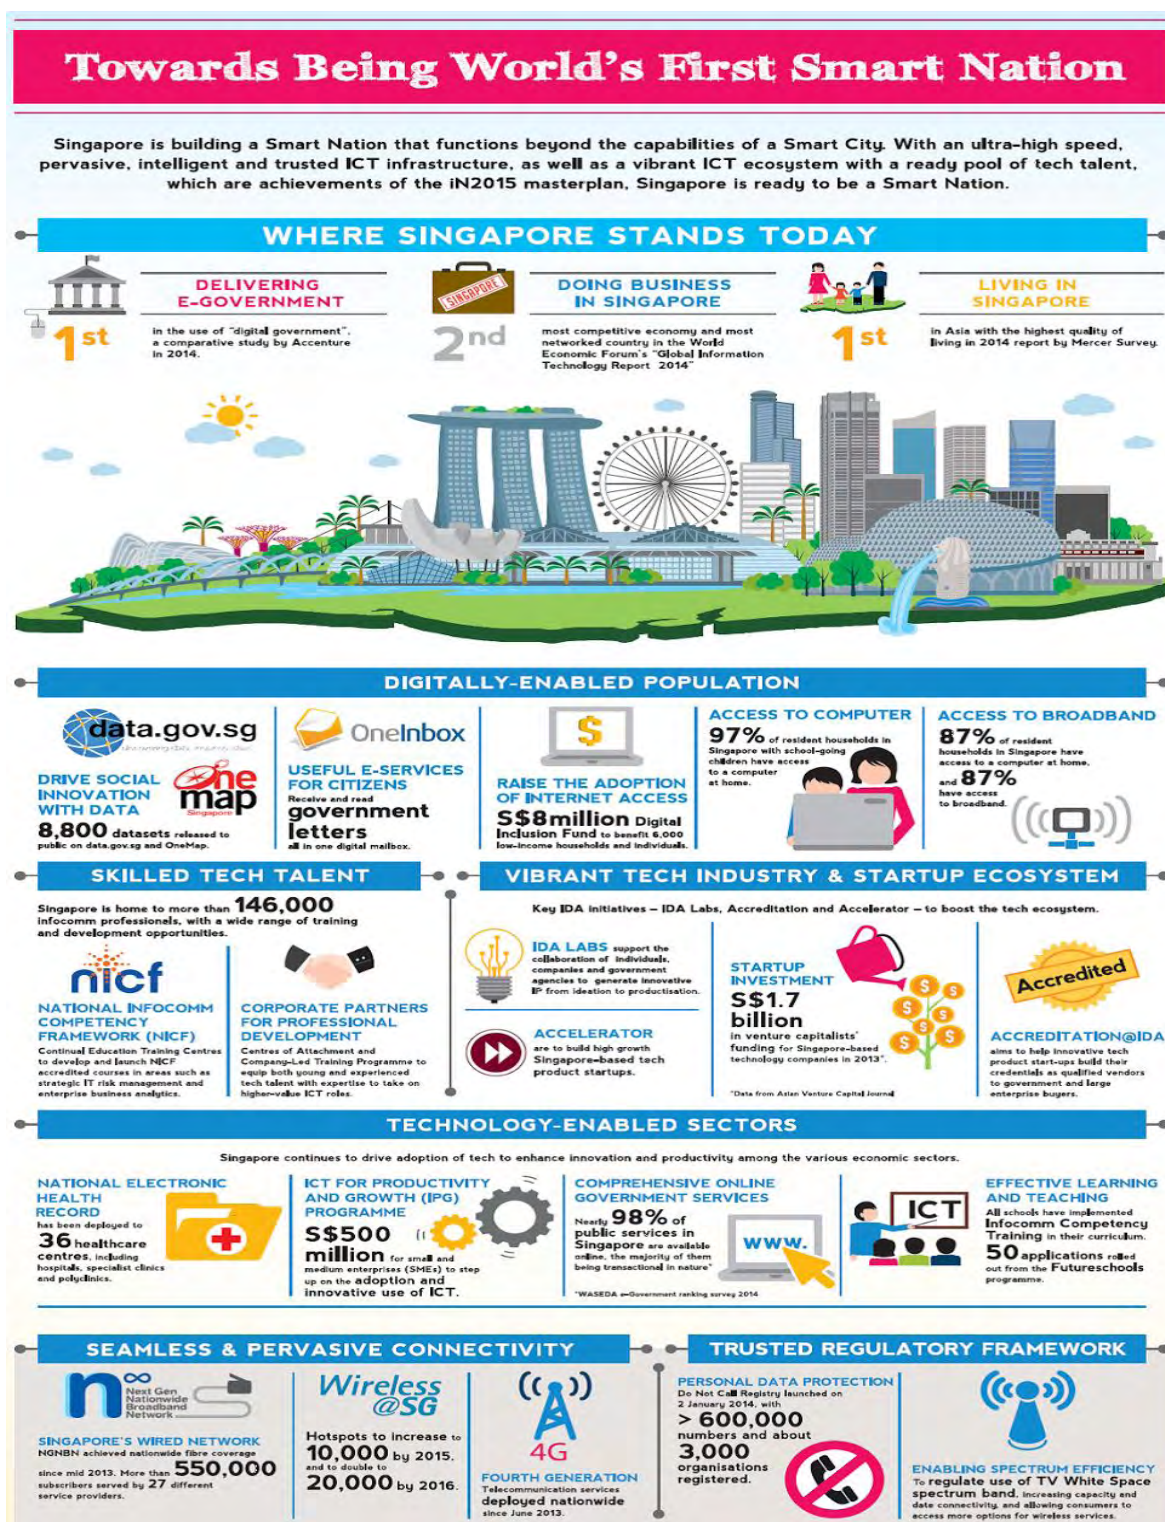 Towards Being World's First Smart Nation
Singapore is building a Smart Nation that functions beyond the capabilities of a Smart City. With an ultra-high speed,
pervasive, intelligent and trusted ICT infrastructure, as well as a vibrant ICT ecosystem with a ready pool of tech talent,
which are achievements of the iN2015 masterplan, Singapore is ready to be a Smart Nation.
WHERE SINGAPORE STANDS TODAY
DELIVERING
E-GOVERNMENT
1st
in the use of "digital government",
a comparative study by Accenture
in 2014.
SINGAPORE
DOING BUSINESS
IN SINGAPORE
2nd
most competitive economy and most
networked country in the World
Economic Forum's "Global Information
Technology Report 2014"
LIVING IN
SINGAPORE
1st
in Asia with the highest quality of
living in 2014 report by Mercer Survey.
DIGITALLY-ENABLED POPULATION
data.gov.sg
DRIVE SOCIAL
INNOVATION
WITH DATA
One
map
Singapore
8,800 datasets released to
public on data.gov.sg and OneMap.
OneInbox
USEFUL E-SERVICES
FOR CITIZENS
Receive and read
government
letters
all in one digital mailbox.
$
RAISE THE ADOPTION
OF INTERNET ACCESS
S$8million Digital
Inclusion Fund to benefit 6,000
low-income households and individuals.
ACCESS TO COMPUTER
97% of resident households in
Singapore with school-going
children have access
to a computer
at home.
ACCESS TO BROADBAND
87% of resident
households in Singapore have
access to a computer at home,
and 87%
have access
to broadband.
SKILLED TECH TALENT
Singapore is home to more than 146,000
infocomm professionals, with a wide range of training
and development opportunities.
nicf
NATIONAL INFOCOMM
COMPETENCY
FRAMEWORK (NICF)
Continual Education Training Centres
to develop and launch NICF
accredited courses in areas such as
strategic IT risk management and
enterprise business analytics.
CORPORATE PARTNERS
FOR PROFESSIONAL
DEVELOPMENT
Centres of Attachment and
Company-Led Training Programme to
equip both young and experienced
tech talent with expertise to take on
higher-value ICT roles.
VIBRANT TECH INDUSTRY & STARTUP ECOSYSTEM
Key IDA initiatives – IDA Labs, Accreditation and Accelerator – to boost the tech ecosystem.
IDA LABS support the
collaboration of individuals,
companies and government
agencies to generate innovative
IP from ideation to productisation.
ACCELERATOR
are to build high growth
Singapore-based tech
product startups.
STARTUP
INVESTMENT
S$1.7
billion
in venture capitalists'
funding for Singapore-based
technology companies in 2013*.
*Data from Asian Venture Capital Journal
$
$
$
$
$
$
$
Accredited
ACCREDITATION@IDA
aims to help innovative tech
product start-ups build their
credentials as qualified vendors
to government and large
enterprise buyers.
TECHNOLOGY-ENABLED SECTORS
Singapore continues to drive adoption of tech to enhance innovation and productivity among the various economic sectors.
NATIONAL ELECTRONIC
HEALTH
RECORD
has been deployed to
36 healthcare
centres, including
hospitals, specialist clinics
and polyclinics.
ICT FOR PRODUCTIVITY
AND GROWTH (IPG)
PROGRAMME
S$500
million for small and
medium enterprises (SMEs) to step
up on the adoption and
innovative use of ICT.
COMPREHENSIVE ONLINE
GOVERNMENT SERVICES
Nearly 98% of
public services in
Singapore are available
online, the majority of them
being transactional in nature*
*WASEDA e-Government ranking survey 2014
www.
ICT
EFFECTIVE LEARNING
AND TEACHING
All schools have implemented
Infocomm Competency
Training in their curriculum.
50 applications rolled
out from the Futureschools
programme.
SEAMLESS & PERVASIVE CONNECTIVITY
n∞
Next Gen
Nationwide
Broadband
Network
SINGAPORE'S WIRED NETWORK
NGNBN achieved nationwide fibre coverage
since mid 2013. More than 550,000
subscribers served by 27 different
service providers.
Wireless
@SG
Hotspots to increase to
10,000 by 2015.
and to double to
20,000 by 2016.
4G
FOURTH GENERATION
Telecommunication services
deployed nationwide
since June 2013.
TRUSTED REGULATORY FRAMEWORK
PERSONAL DATA PROTECTION
Do Not Call Registry launched on
2 January 2014, with
> 600,000
numbers and about
3,000
organisations
registered.
ENABLING SPECTRUM EFFICIENCY
To regulate use of TV White Space
spectrum band, increasing capacity and
date connectivity, and allowing consumers to
access more options for wireless services.